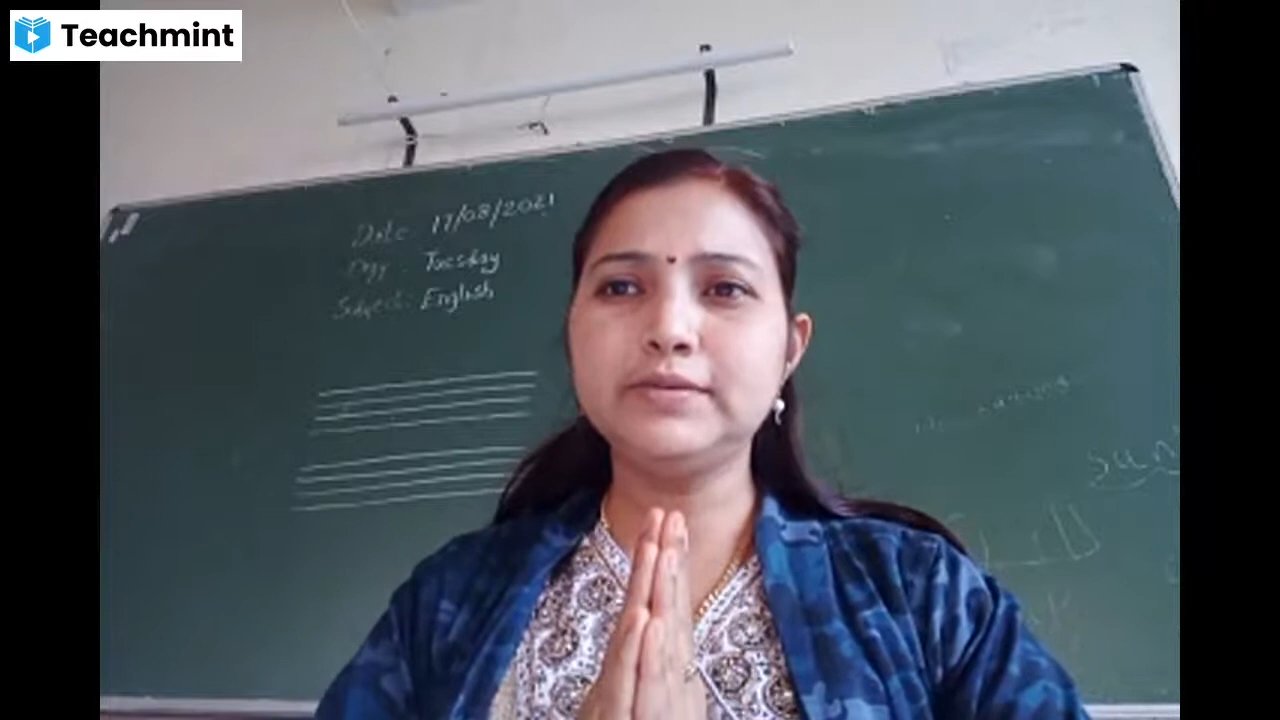 Teachmint
Date 17/08/2021
Day . Tuesday
Subject: English